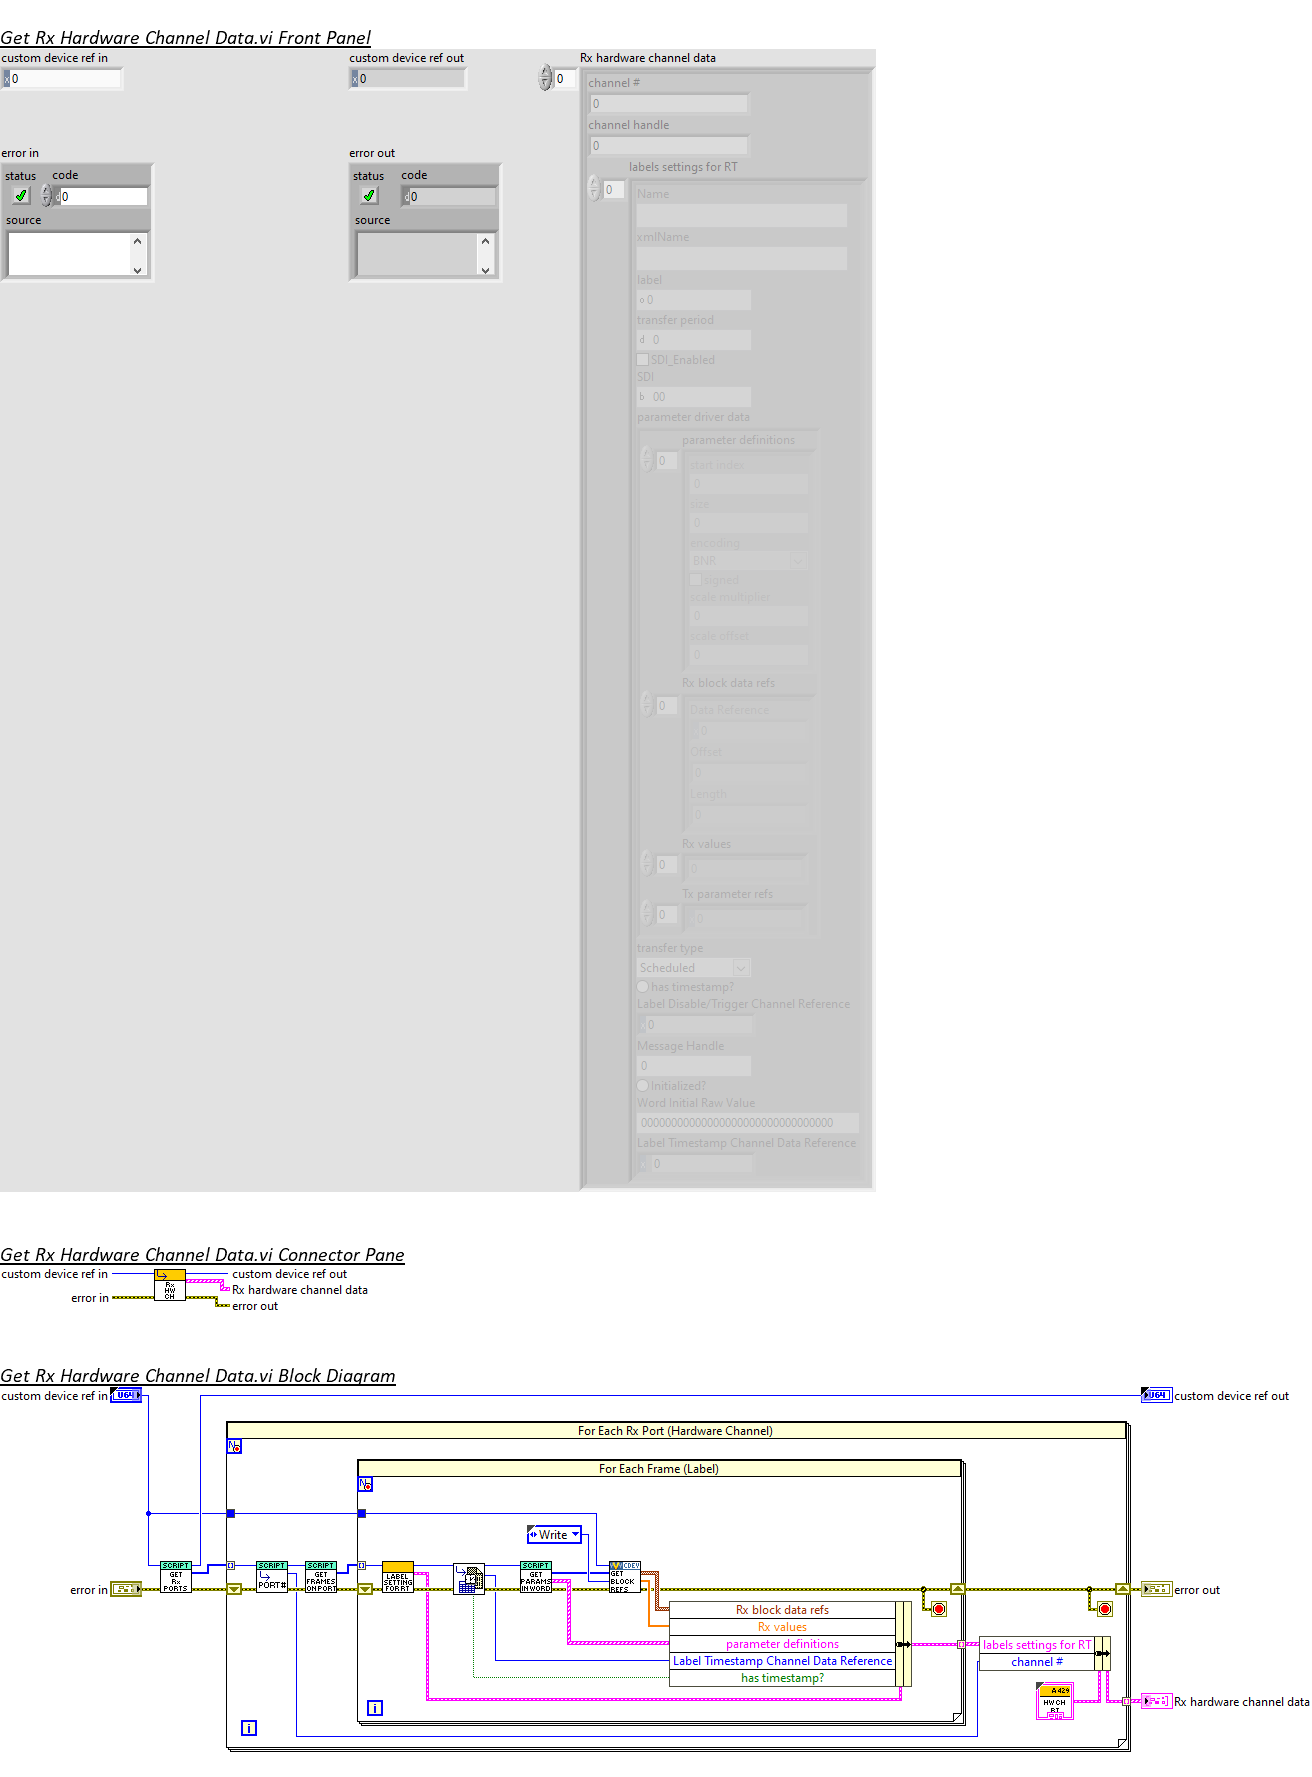 Get Rx Hardware Channel Data.vi Front Panel
custom device ref in
x 0
custom device ref out
x 0
0
Rx hardware channel data
channel #
0
channel handle
0
error in
status
code
d 0
source
error out
status
code
d 0
source
labels settings for RT
0
Name
xmlName
label
o 0
transfer period
d 0
SDI_Enabled
SDI
b 00
parameter driver data
parameter definitions
0
start index
0
size
0
encoding
BNR
signed
scale multiplier
0
scale offset
0
Rx block data refs
0
Data Reference
0
Offset
0
Length
0
Rx values
0
0
Tx parameter refs
0
0
transfer type
Scheduled
has timestamp?
Label Disable/Trigger Channel Reference
x 0
Message Handle
0
Initialized?
Word Initial Raw Value
00000000000000000000000000000000
Label Timestamp Channel Data Reference
x 0
Get Rx Hardware Channel Data.vi Connector Pane
custom device ref in
error in
Rx
HW
CH
custom device ref out
Rx hardware channel data
error out
Get Rx Hardware Channel Data.vi Block Diagram
custom device ref in
U64
U64
custom device ref out
For Each Rx Port (Hardware Channel)
N
For Each Frame (Label)
N
Write
error in
SCRIPT
GET
Rx
PORTS
SCRIPT
PORT#
SCRIPT
GET
FRAMES
ON PORT
LABEL
SETTING
FOR RT
SCRIPT
GET
PARAMS
IN WORD
CDEV
GET
BLOCK
REFS
error out
Rx block data refs
Rx values
parameter definitions
Label Timestamp Channel Data Reference
has timestamp?
labels settings for RT
channel #
A429
HW CH
RT
Rx hardware channel data
i
i